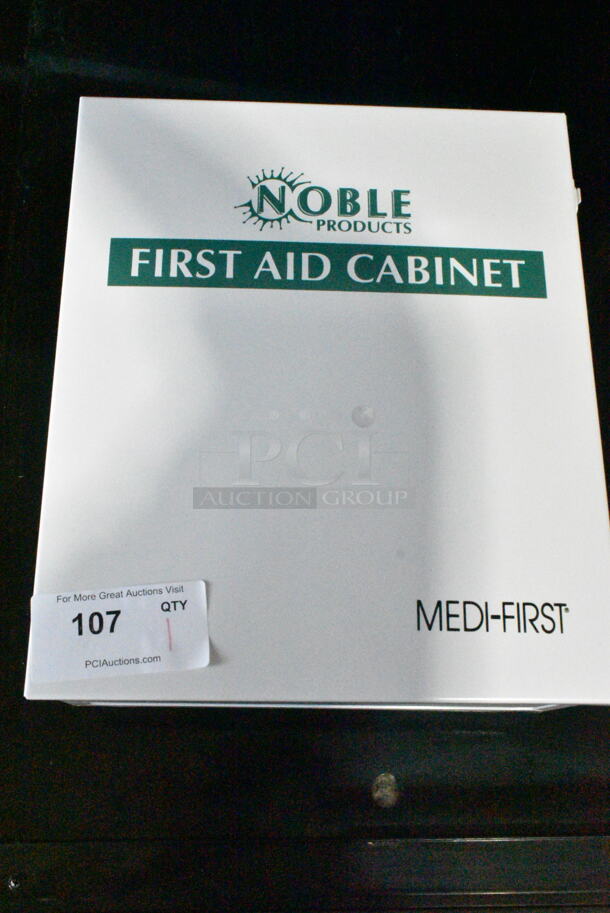 NOBLE
PRODUCTS
FIRST AID CABINET
PCi
AUCTION GROUP
MEDI-FIRST®
For More Great Auctions Visit
107 QTY 1
PCIAuctions.com